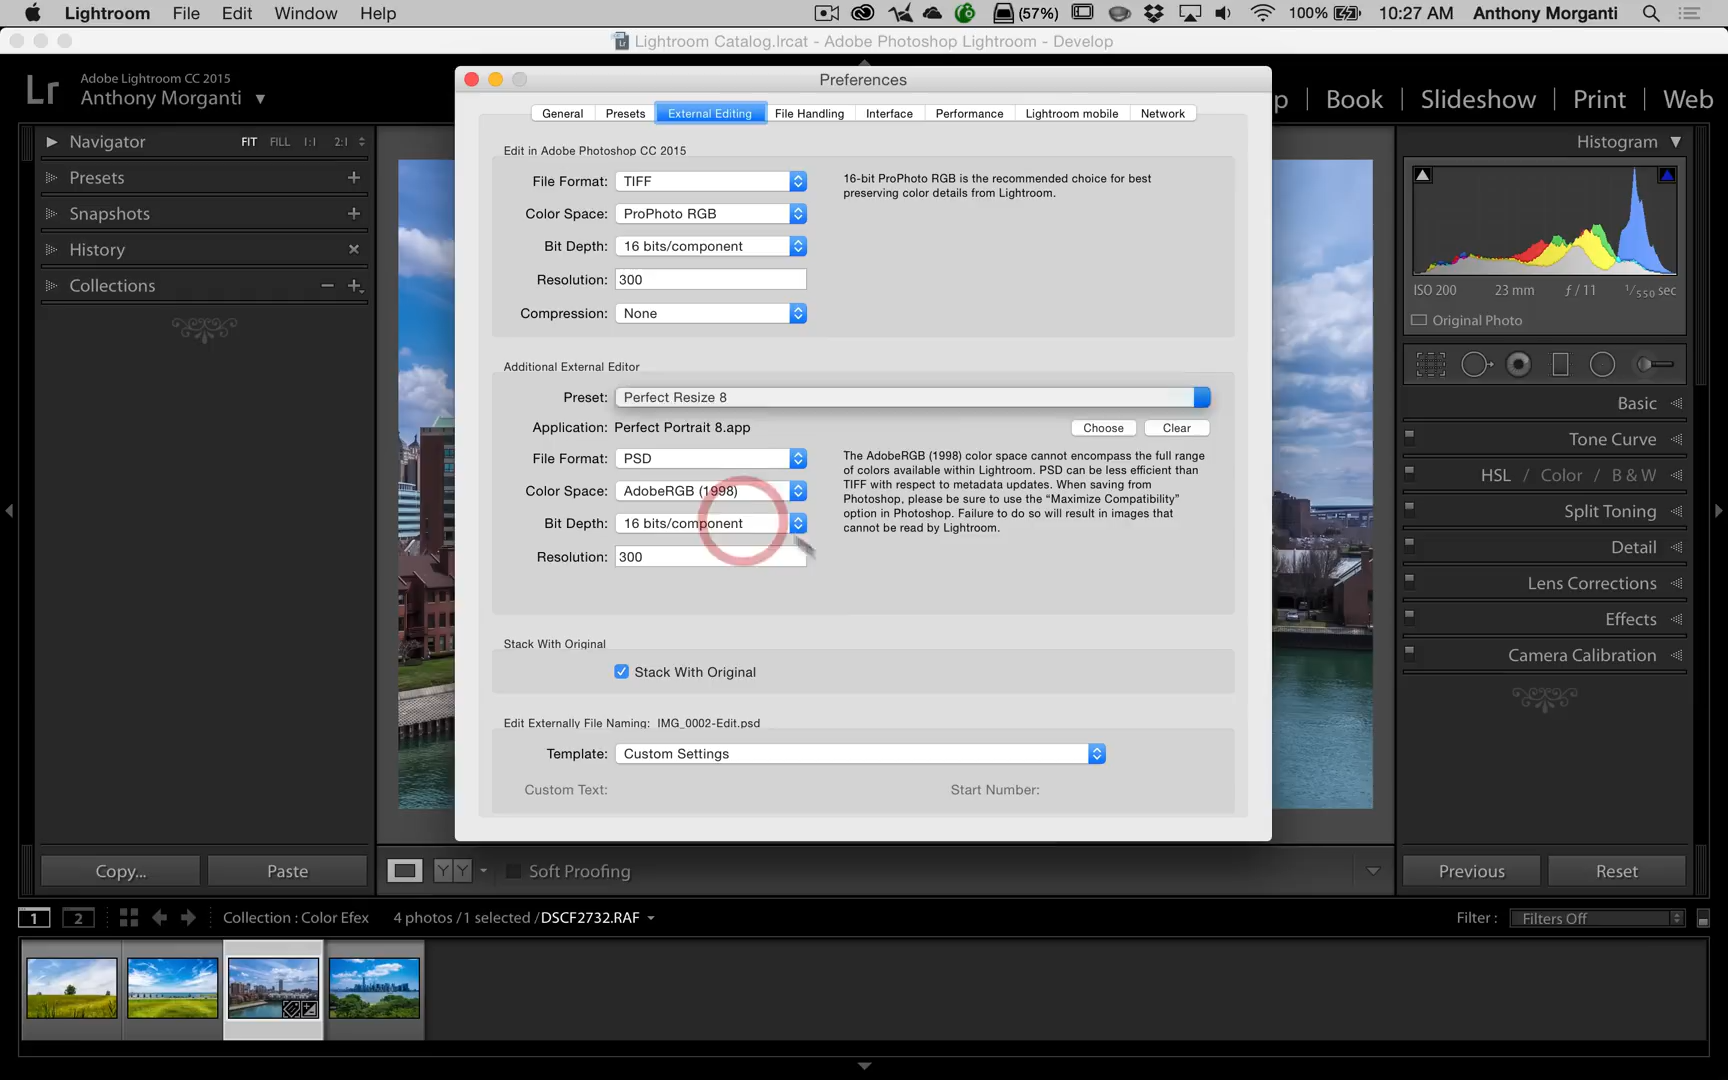 Lightroom File Edit Window Help (57%) 100% 10:27 AM Anthony Morganti
Lightroom Catalog.lrcat - Adobe Photoshop Lightroom - Develop
Lr Adobe Lightroom CC 2015
Anthony Morganti
p | Book | Slideshow | Print | Web
Preferences
General Presets External Editing File Handling Interface Performance Lightroom mobile Network
Navigator FIT FILL 1:1 2:1
Presets
Snapshots
History
Collections
Edit in Adobe Photoshop CC 2015
File Format: TIFF
Color Space: ProPhoto RGB
Bit Depth: 16 bits/component
Resolution: 300
Compression: None
16-bit ProPhoto RGB is the recommended choice for best
preserving color details from Lightroom.
Additional External Editor
Preset: Perfect Resize 8
Application: Perfect Portrait 8.app Choose Clear
File Format: PSD
Color Space: AdobeRGB (1998)
Bit Depth: 16 bits/component
Resolution: 300
The AdobeRGB (1998) color space cannot encompass the full range
of colors available within Lightroom. PSD can be less efficient than
TIFF with respect to metadata updates. When saving from
Photoshop, please be sure to use the “Maximize Compatibility”
option in Photoshop. Failure to do so will result in images that
cannot be read by Lightroom.
Stack With Original
Stack With Original
Edit Externally File Naming: IMG_0002-Edit.psd
Template: Custom Settings
Custom Text: Start Number:
Histogram
ISO 200 23 mm ƒ / 11 1/550 sec
Original Photo
Basic
Tone Curve
HSL / Color / B & W
Split Toning
Detail
Lens Corrections
Effects
Camera Calibration
Copy... Paste Y Y Soft Proofing Previous Reset
1 2 Collection : Color Efex 4 photos / 1 selected / DSCF2732.RAF Filter : Filters Off